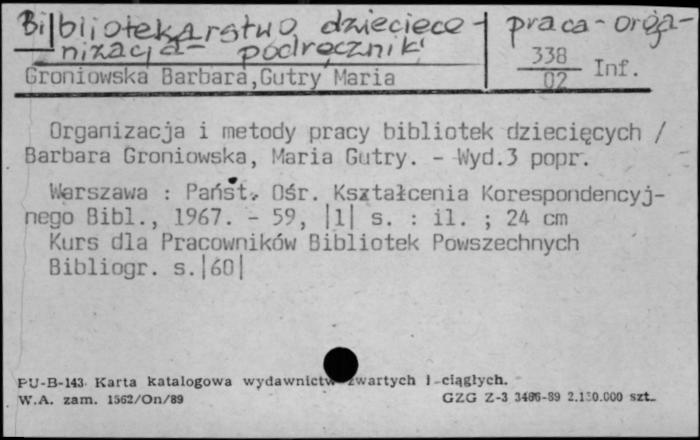 Bibliotekarstwo dziecięce - praca - orga-
nizacja - podręczniki
338
02 Inf.
Groniowska Barbara,Gutry Maria
Organizacja i metody pracy bibliotek dziecięcych /
Barbara Groniowska, Maria Gutry. - Wyd.3 popr.
Warszawa : Państ. Ośr. Kształcenia Korespondencyj-
nego Bibl., 1967. - 59, |1| s. : il. ; 24 cm
Kurs dla Pracowników Bibliotek Powszechnych
Bibliogr. s.|60|
PU-B-143 Karta katalogowa wydawnictw zwartych i ciągłych.
W.A. zam. 1562/On/89 GZG Z-3 3466-89 2.150.000 szt.